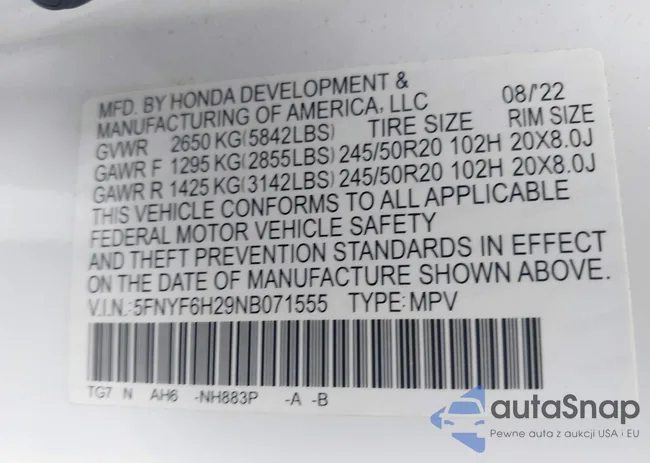 MFD. BY HONDA DEVELOPMENT &
MANUFACTURING OF AMERICA, LLC 08/'22
GVWR 2650 KG(5842LBS) TIRE SIZE RIM SIZE
GAWR F 1295 KG(2855LBS) 245/50R20 102H 20X8.0J
GAWR R 1425 KG(3142LBS) 245/50R20 102H 20X8.0J
THIS VEHICLE CONFORMS TO ALL APPLICABLE
FEDERAL MOTOR VEHICLE SAFETY
AND THEFT PREVENTION STANDARDS IN EFFECT
ON THE DATE OF MANUFACTURE SHOWN ABOVE.
V.I.N.:5FNYF6H29NB071555 TYPE:MPV
TG7 N AH6 -NH883P -A -B
autaSnap
Pewne auta z aukcji USA i EU